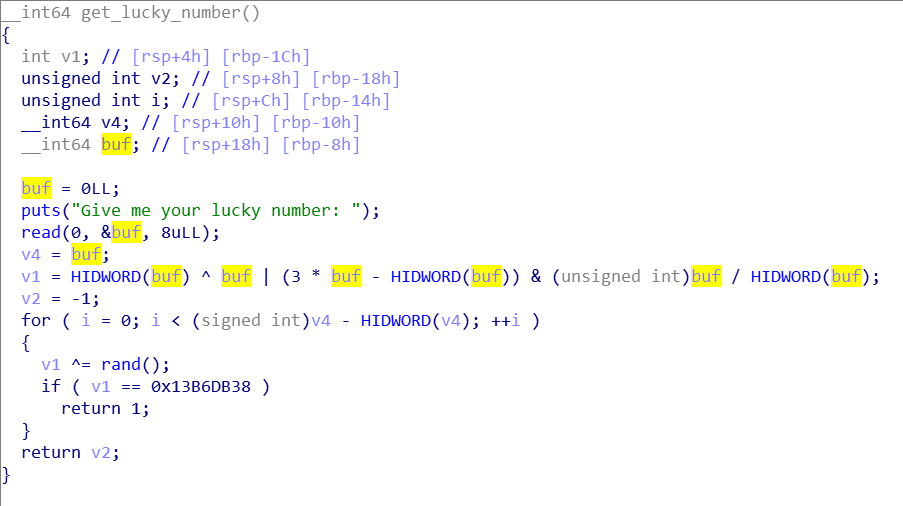 __int64 get_lucky_number()
{
  int v1; // [rsp+4h] [rbp-1Ch]
  unsigned int v2; // [rsp+8h] [rbp-18h]
  unsigned int i; // [rsp+Ch] [rbp-14h]
  __int64 v4; // [rsp+10h] [rbp-10h]
  __int64 buf; // [rsp+18h] [rbp-8h]

  buf = 0LL;
  puts("Give me your lucky number: ");
  read(0, &buf, 8uLL);
  v4 = buf;
  v1 = HIDWORD(buf) ^ buf | (3 * buf - HIDWORD(buf)) & (unsigned int)buf / HIDWORD(buf);
  v2 = -1;
  for ( i = 0; i < (signed int)v4 - HIDWORD(v4); ++i )
  {
    v1 ^= rand();
    if ( v1 == 0x13B6DB38 )
      return 1;
  }
  return v2;
}